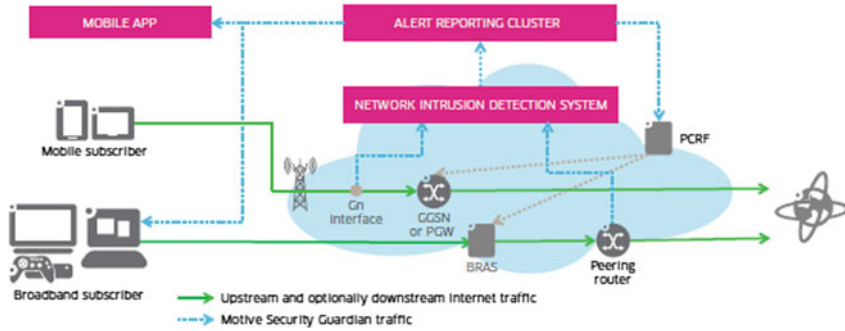 MOBILE APP
ALERT REPORTING CLUSTER
NETWORK INTRUSION DETECTION SYSTEM
PCRF
Mobile subscriber
Gn
Interface
GGSN
or PGW
BRAS
Peering
router
Broadband subscriber
Upstream and optionally downstream Internet traffic
Motive Security Guardian traffic